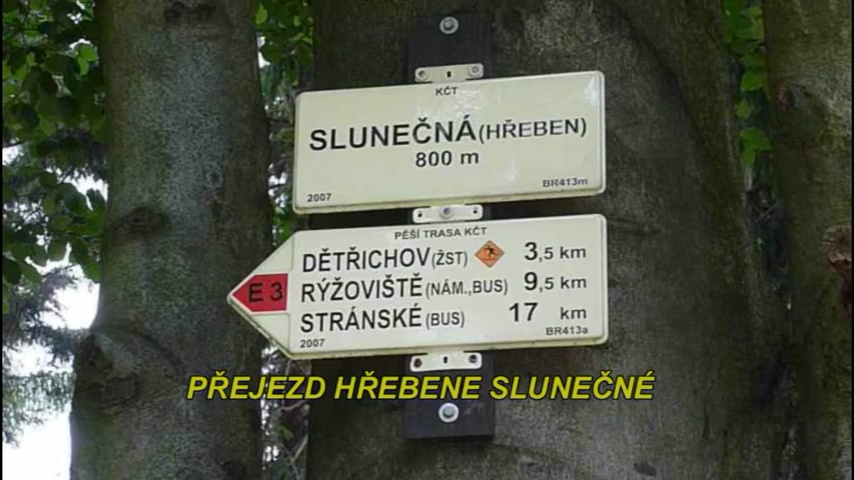 KČT
SLUNEČNÁ (HŘEBEN)
800 m
2007 BR413m
PĚŠÍ TRASA KČT
DĚTŘICHOV (ŽST) 3,5 km
E 3 RÝŽOVIŠTĚ (NÁM.,BUS) 9,5 km
STRÁNSKÉ (BUS) 17 km
2007 BR413a
PŘEJEZD HŘEBENE SLUNEČNÉ